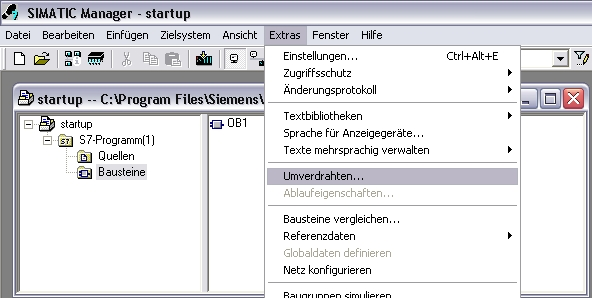 SIMATIC Manager - startup
Datei Bearbeiten Einfügen Zielsystem Ansicht Extras Fenster Hilfe
Einstellungen... Ctrl+Alt+E
Zugriffsschutz
Änderungsprotokoll
Textbibliotheken
Sprache für Anzeigegeräte...
Texte mehrsprachig verwalten
Umverdrahten...
Ablaufeigenschaften...
Bausteine vergleichen...
Referenzdaten
Globaldaten definieren
Netz konfigurieren
Baugruppen simulieren
startup -- C:\Program Files\Siemens\
startup
S7-Programm(1)
Quellen
Bausteine
OB1